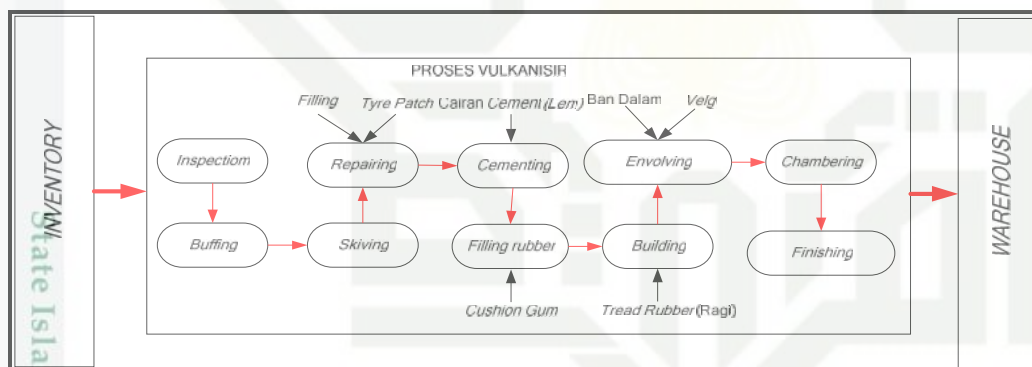 PROSES VULKANISIR
Filling Tyre Patch Cairan Cement (Lem) Ban Dalam Velg
Inspectiom Repairing Cementing Envolving Chambering
Buffing Skiving Filling rubber Building Finishing
Cushion Gum Tread Rubber (Ragi)
INVENTORY
WAREHOUSE
State Isla